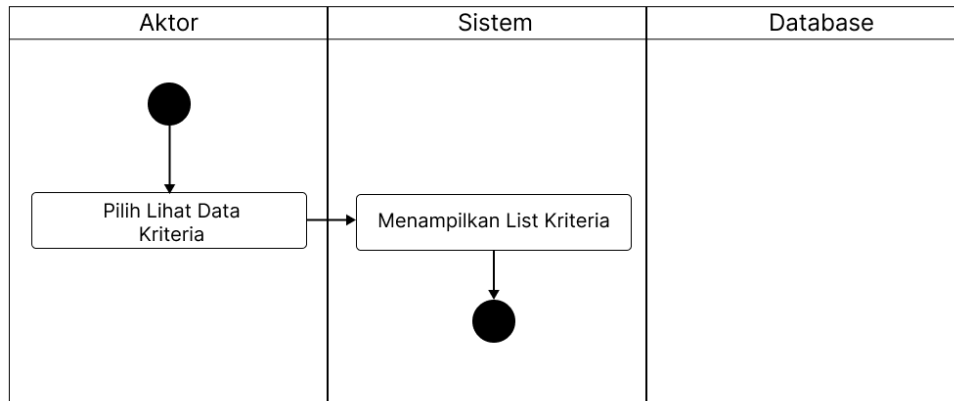 Aktor
Sistem
Database
Pilih Lihat Data
Kriteria
Menampilkan List Kriteria